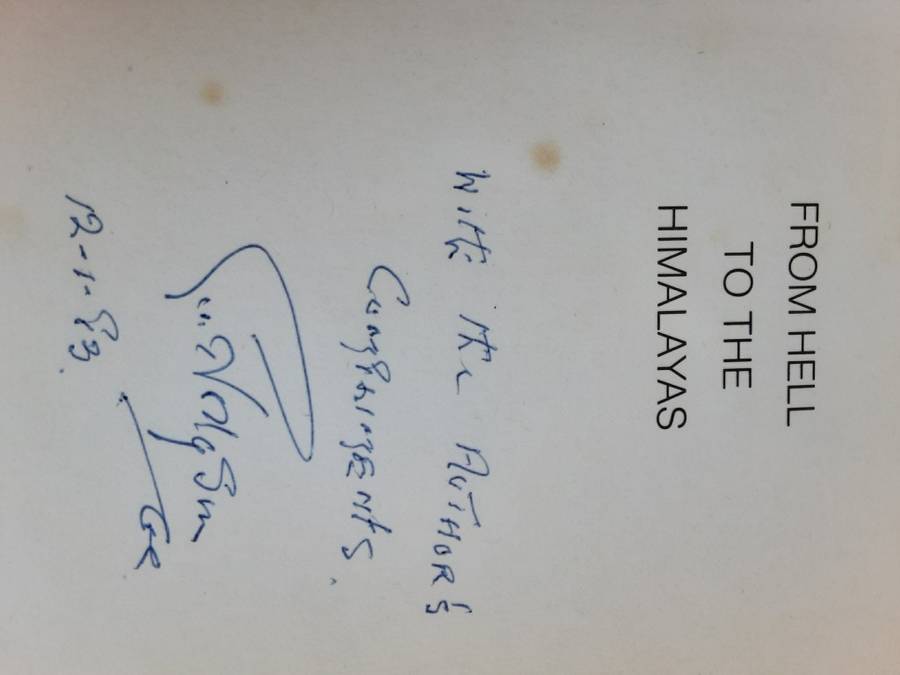 FROM HELL
TO THE
HIMALAYAS
With the AUTHOR'S
COMPLIMENTS.
12-1-83.